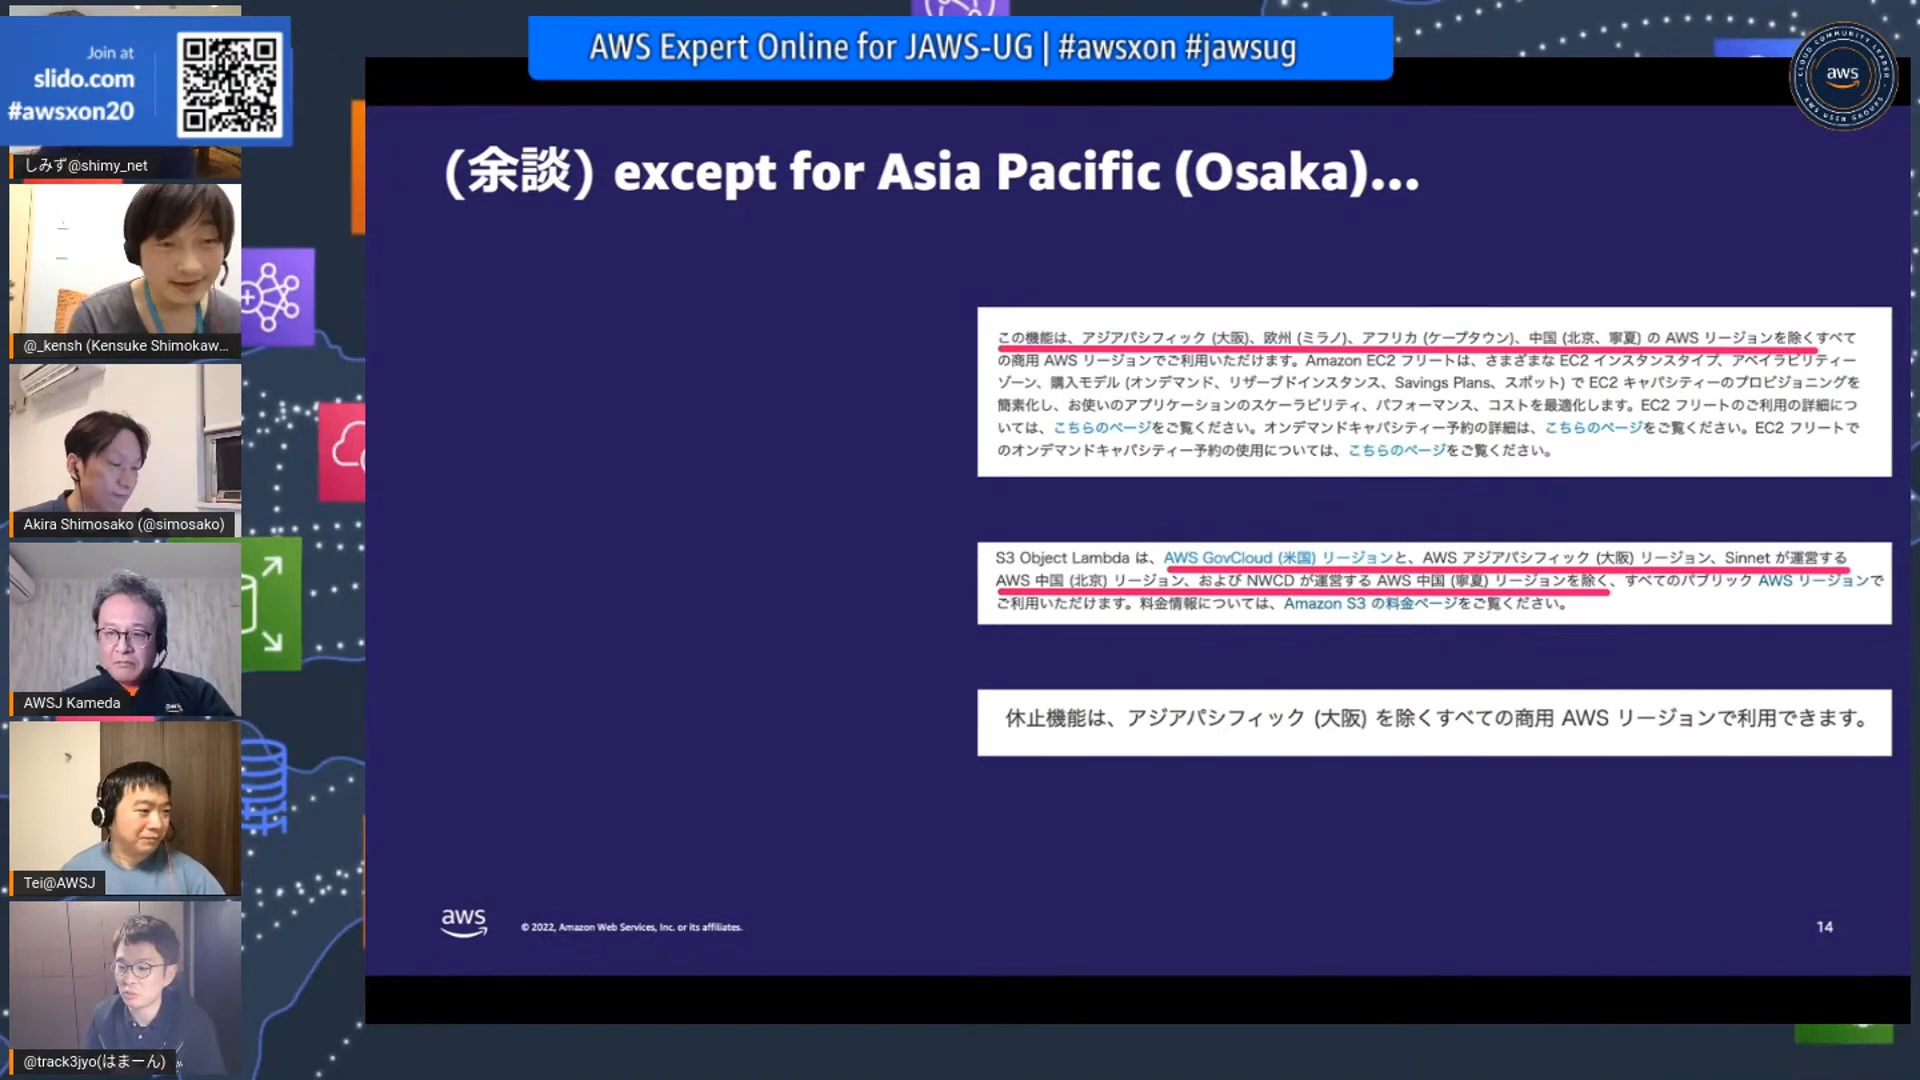 Join at
slido.com
#awsxon20
AWS Expert Online for JAWS-UG | #awsxon #jawsug
aws
CLOUD COMMUNITY LEADER
AWS USER GROUPS
しみず@shimy_net
@_kensh (Kensuke Shimokaw...
Akira Shimosako (@simosako)
AWSJ Kameda
Tei@AWSJ
@track3jyo(はまーん)
(余談) except for Asia Pacific (Osaka)...
この機能は、アジアパシフィック (大阪)、欧州 (ミラノ)、アフリカ (ケープタウン)、中国 (北京、寧夏) の AWS リージョンを除くすべて
の商用 AWS リージョンでご利用いただけます。Amazon EC2 フリートは、さまざまな EC2 インスタンスタイプ、アベイラビリティー
ゾーン、購入モデル (オンデマンド、リザーブドインスタンス、Savings Plans、スポット) で EC2 キャパシティーのプロビジョニングを
簡素化し、お使いのアプリケーションのスケーラビリティ、パフォーマンス、コストを最適化します。EC2 フリートのご利用の詳細につ
いては、こちらのページをご覧ください。オンデマンドキャパシティー予約の詳細は、こちらのページをご覧ください。EC2 フリートで
のオンデマンドキャパシティー予約の使用については、こちらのページをご覧ください。
S3 Object Lambda は、AWS GovCloud (米国) リージョンと、AWS アジアパシフィック (大阪) リージョン、Sinnet が運営する
AWS 中国 (北京) リージョン、および NWCD が運営する AWS 中国 (寧夏) リージョンを除く、すべてのパブリック AWS リージョンで
ご利用いただけます。料金情報については、Amazon S3 の料金ページをご覧ください。
休止機能は、アジアパシフィック (大阪) を除くすべての商用 AWS リージョンで利用できます。
aws
© 2022, Amazon Web Services, Inc. or its affiliates.
14